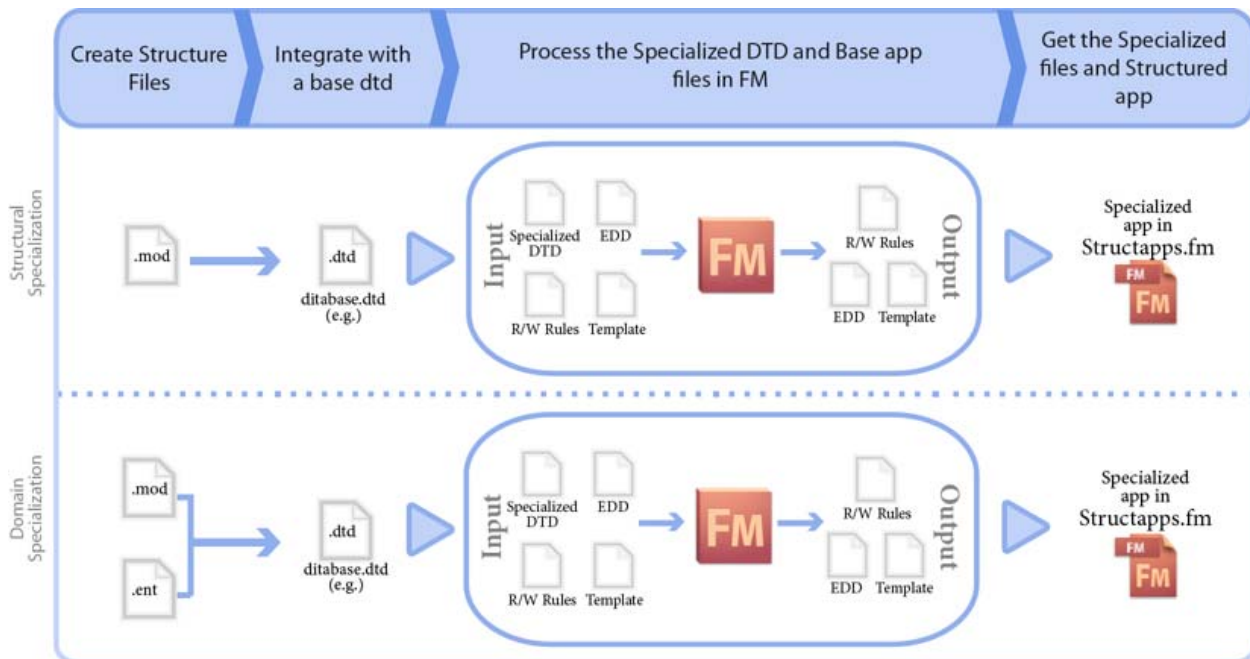 Create Structure
Files
Integrate with
a base dtd
Process the Specialized DTD and Base app
files in FM
Get the Specialized
files and Structured
app
Structural
Specialization
.mod
.dtd
ditabase.dtd
(e.g.)
Input
Specialized
DTD
EDD
R/W Rules
Template
FM
R/W Rules
EDD
Template
Output
Specialized
app in
Structapps.fm
FM
FM
Domain
Specialization
.mod
.ent
.dtd
ditabase.dtd
(e.g.)
Input
Specialized
DTD
EDD
R/W Rules
Template
FM
R/W Rules
EDD
Template
Output
Specialized
app in
Structapps.fm
FM
FM